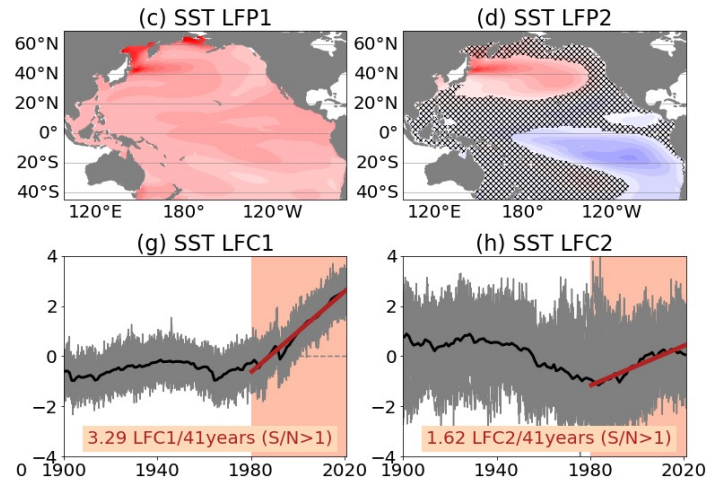 (c) SST LFP1
(d) SST LFP2
60°N
40°N
20°N
0°
20°S
40°S
120°E 180° 120°W
60°N
40°N
20°N
0°
20°S
40°S
120°E 180° 120°W
(g) SST LFC1
(h) SST LFC2
4
2
0
−2
−4
3.29 LFC1/41years (S/N>1)
0
1900 1940 1980 2020
4
2
0
−2
−4
1.62 LFC2/41years (S/N>1)
1900 1940 1980 2020